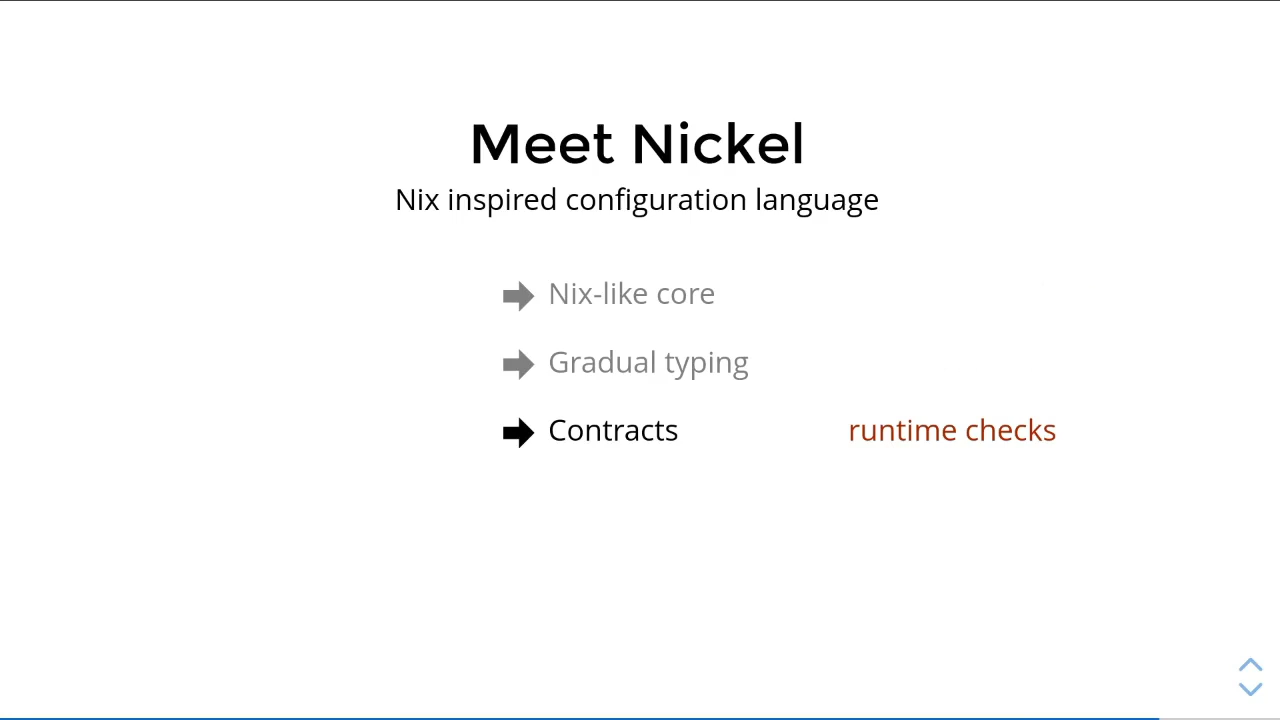 Meet Nickel
Nix inspired configuration language
Nix-like core
Gradual typing
Contracts runtime checks